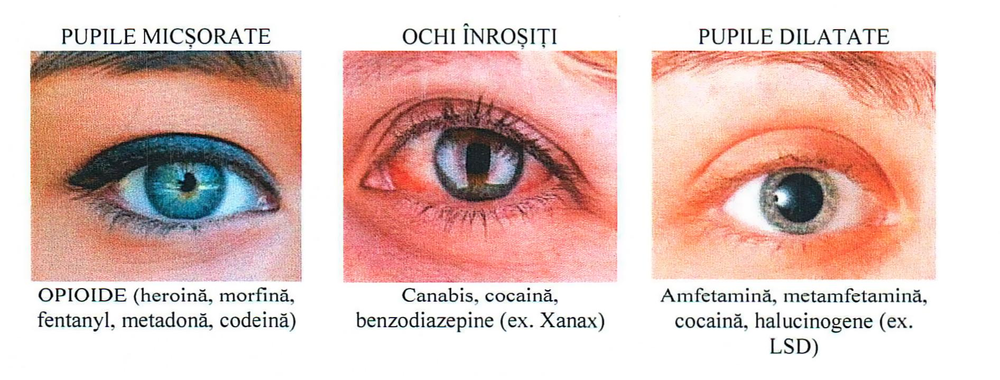 PUPILE MICȘORATE
OPIOIDE (heroină, morfină,
fentanyl, metadonă, codeină)
OCHI ÎNROȘIȚI
Canabis, cocaină,
benzodiazepine (ex. Xanax)
PUPILE DILATATE
Amfetamină, metamfetamină,
cocaină, halucinogene (ex.
LSD)